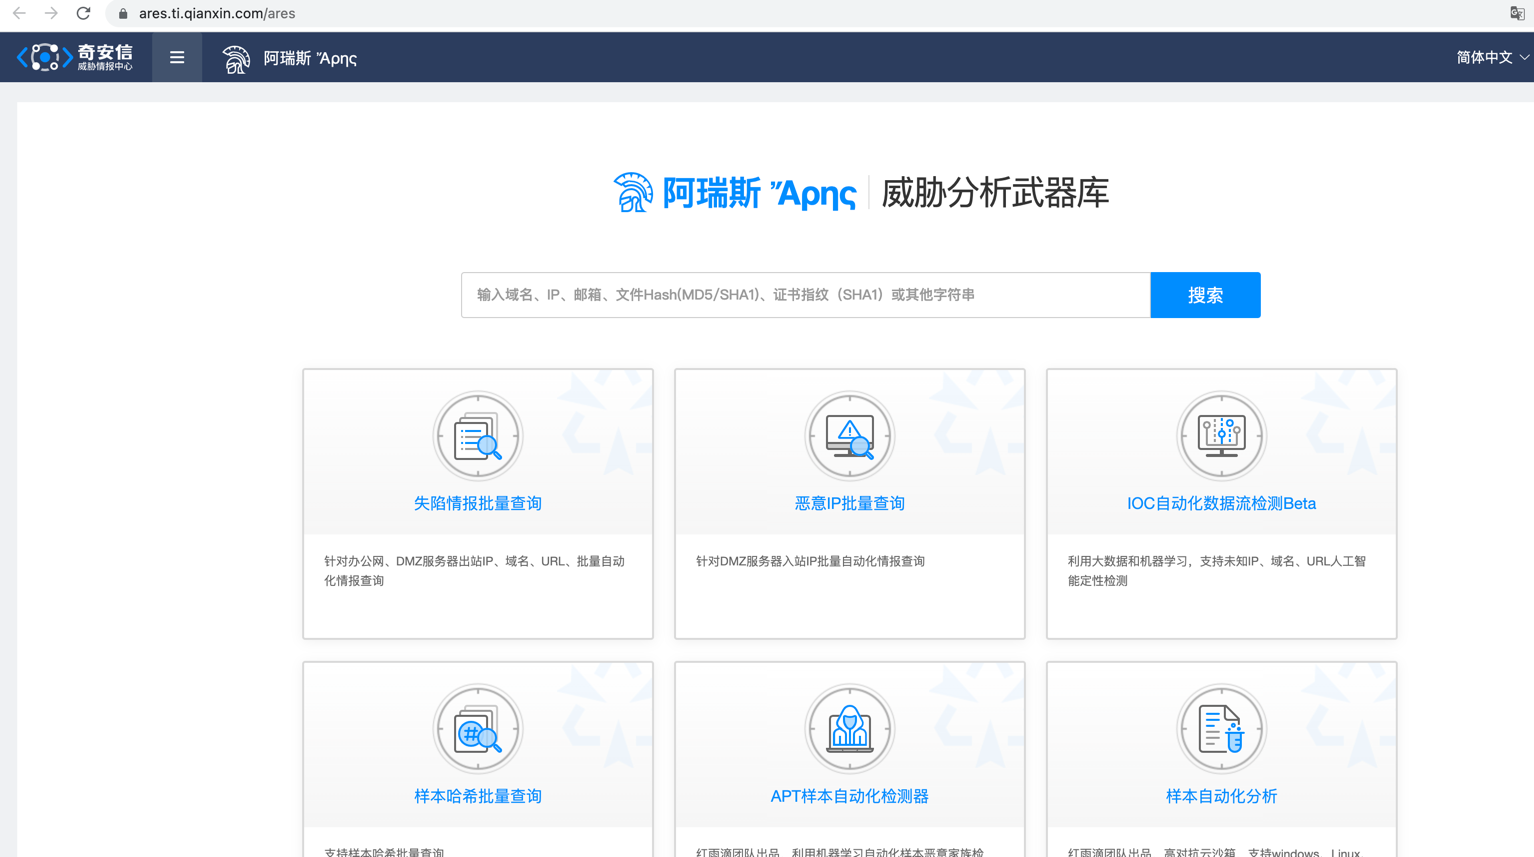 ares.ti.qianxin.com/ares
奇安信
威胁情报中心
阿瑞斯 Ἄρης
简体中文
阿瑞斯 Ἄρης 威胁分析武器库
输入域名、IP、邮箱、文件Hash(MD5/SHA1)、证书指纹（SHA1）或其他字符串
搜索
失陷情报批量查询
针对办公网、DMZ服务器出站IP、域名、URL、批量自动
化情报查询
恶意IP批量查询
针对DMZ服务器入站IP批量自动化情报查询
IOC自动化数据流检测Beta
利用大数据和机器学习，支持未知IP、域名、URL人工智
能定性检测
样本哈希批量查询
支持样本哈希批量查询
APT样本自动化检测器
红雨滴团队出品，利用机器学习自动化样本恶意家族检
样本自动化分析
红雨滴团队出品，高对抗云沙箱，支持windows、Linux、